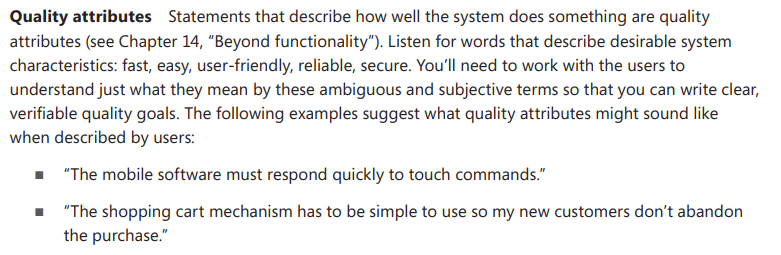 Quality attributes   Statements that describe how well the system does something are quality
attributes (see Chapter 14, “Beyond functionality”). Listen for words that describe desirable system
characteristics: fast, easy, user-friendly, reliable, secure. You’ll need to work with the users to
understand just what they mean by these ambiguous and subjective terms so that you can write clear,
verifiable quality goals. The following examples suggest what quality attributes might sound like
when described by users:
■ “The mobile software must respond quickly to touch commands.”
■ “The shopping cart mechanism has to be simple to use so my new customers don’t abandon
the purchase.”